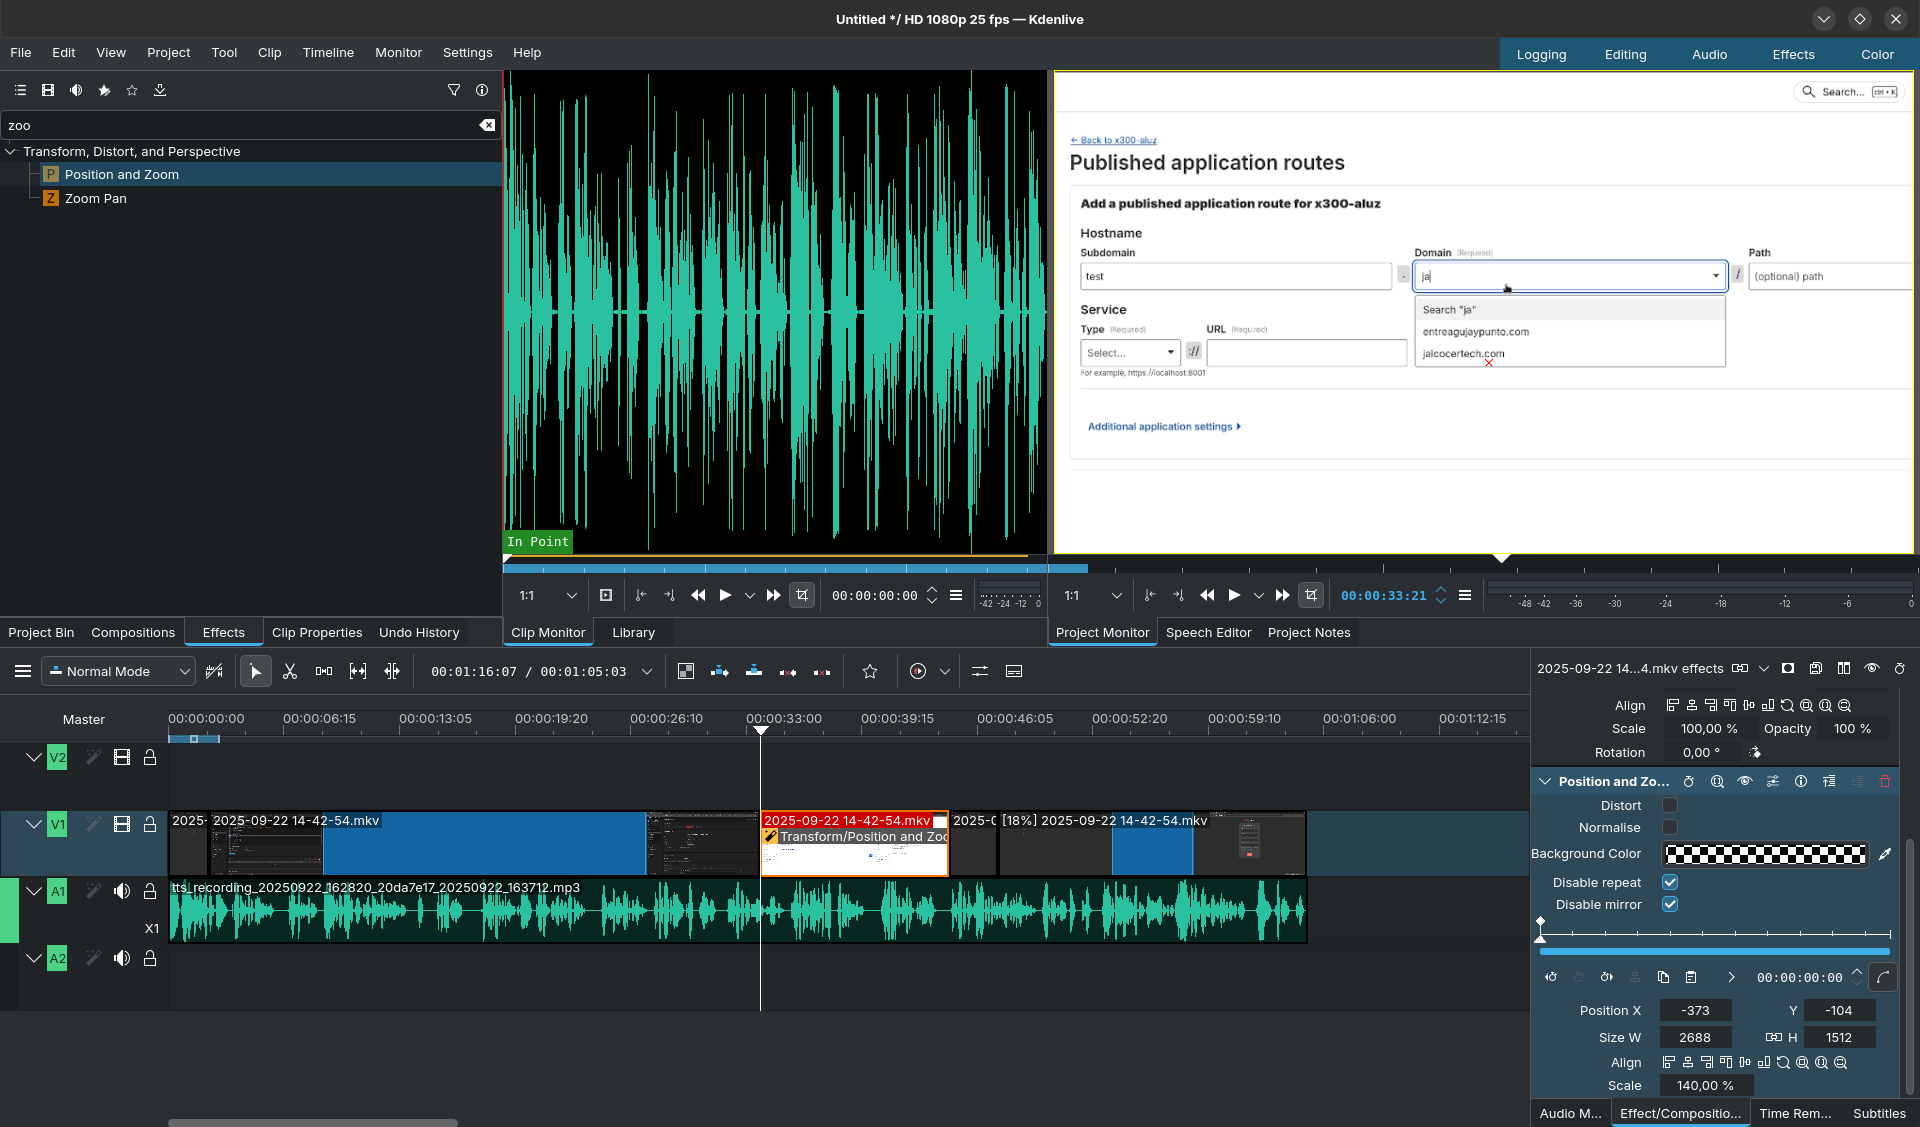 Untitled */ HD 1080p 25 fps — Kdenlive
File Edit View Project Tool Clip Timeline Monitor Settings Help
Logging Editing Audio Effects Color
zoo
Transform, Distort, and Perspective
P Position and Zoom
Z Zoom Pan
In Point
Search... ctrl + K
← Back to x300-aluz
Published application routes
Add a published application route for x300-aluz
Hostname
Subdomain Domain (Required) Path
test . ja / (optional) path
Search "ja"
entreagujaypunto.com
jalcocertech.com
Service
Type (Required) URL (Required)
Select... ://
For example, https://localhost:8001
Additional application settings
1:1 00:00:00:00 -42 -24 -12 0
1:1 00:00:33:21 -48 -42 -36 -30 -24 -18 -12 -6 0
Project Bin Compositions Effects Clip Properties Undo History
Clip Monitor Library
Project Monitor Speech Editor Project Notes
Normal Mode 00:01:16:07 / 00:01:05:03
Master 00:00:00:00 00:00:06:15 00:00:13:05 00:00:19:20 00:00:26:10 00:00:33:00 00:00:39:15 00:00:46:05 00:00:52:20 00:00:59:10 00:01:06:00 00:01:12:15
V2
V1
2025- 2025-09-22 14-42-54.mkv 2025-09-22 14-42-54.mkv 2025-0 [18%] 2025-09-22 14-42-54.mkv
Transform/Position and Zoo
A1
tts_recording_20250922_162820_20da7e17_20250922_163712.mp3
X1
A2
2025-09-22 14...4.mkv effects
Align
Scale 100,00 % Opacity 100 %
Rotation 0,00 °
Position and Zo...
Distort
Normalise
Background Color
Disable repeat
Disable mirror
00:00:00:00
Position X -373 Y -104
Size W 2688 H 1512
Align
Scale 140,00 %
Audio M... Effect/Compositio... Time Rem... Subtitles